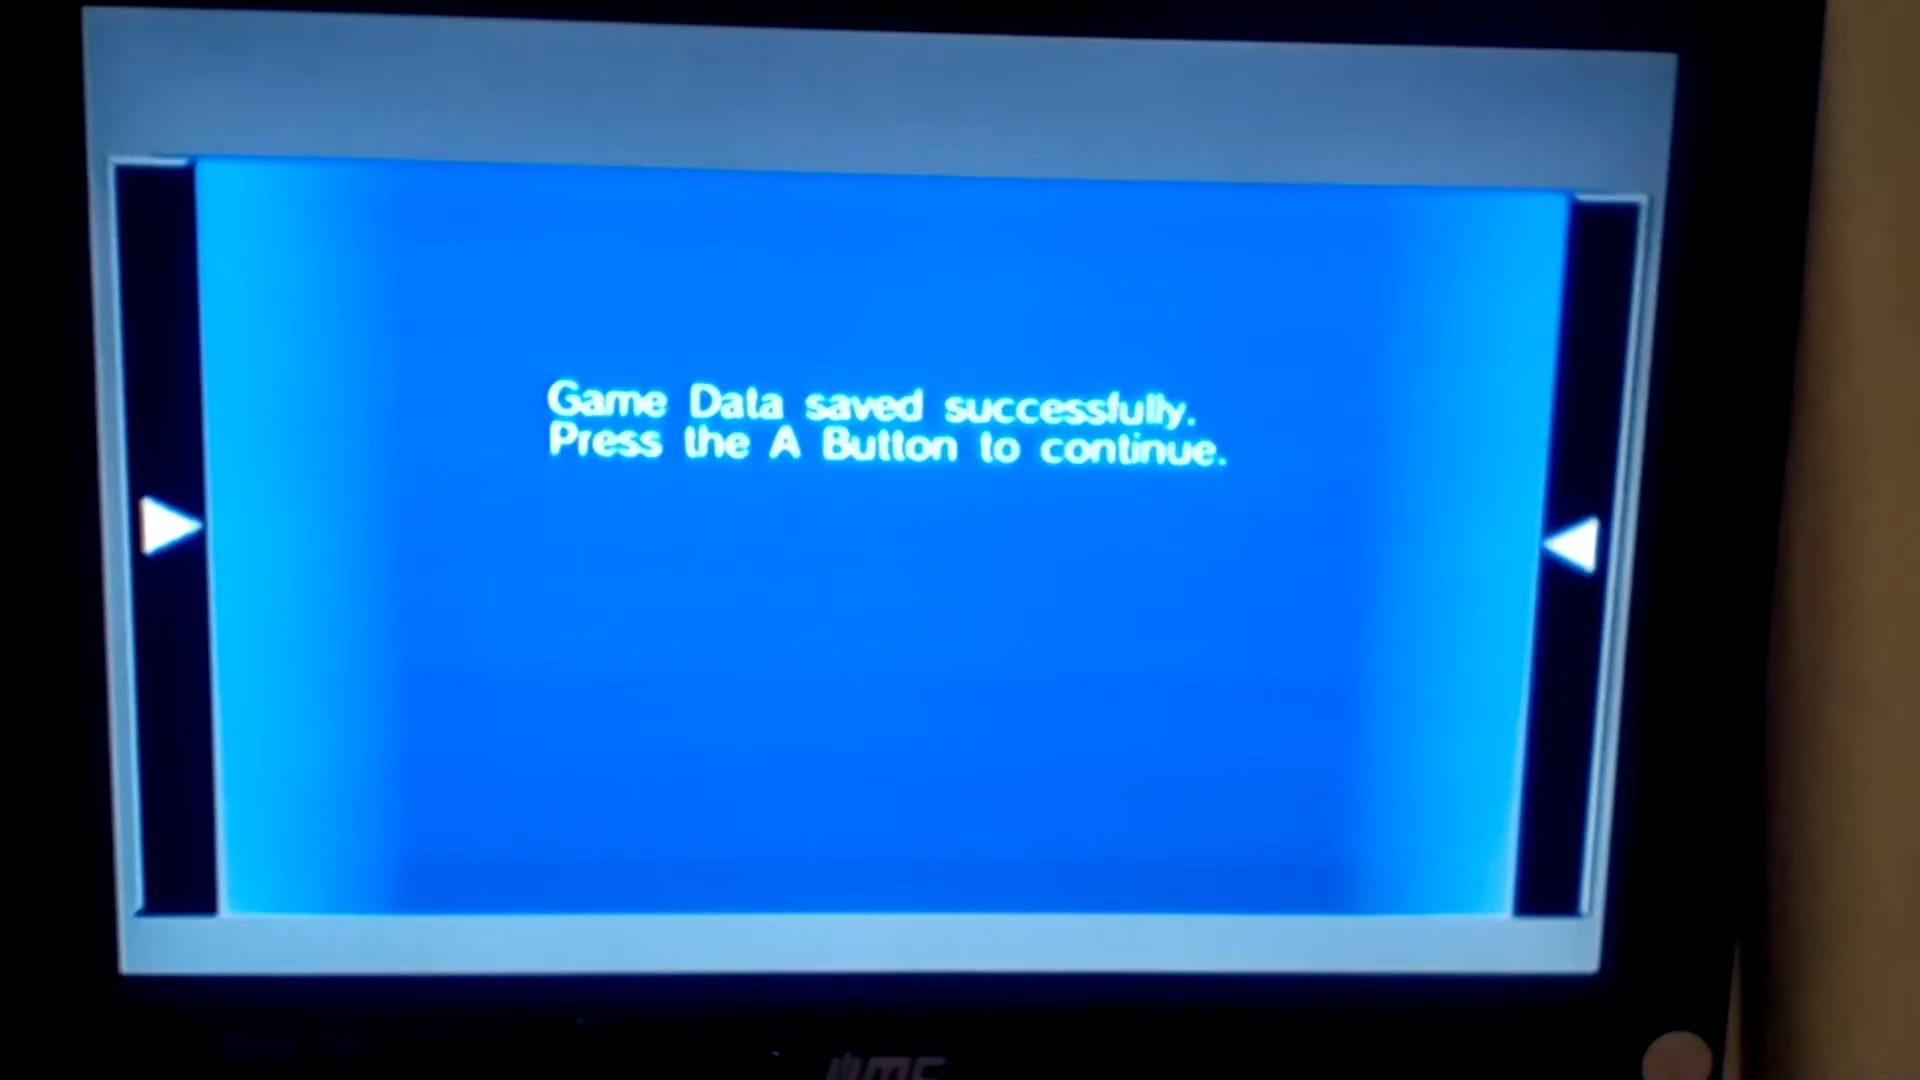 Game Data saved successfully.
Press the A Button to continue.